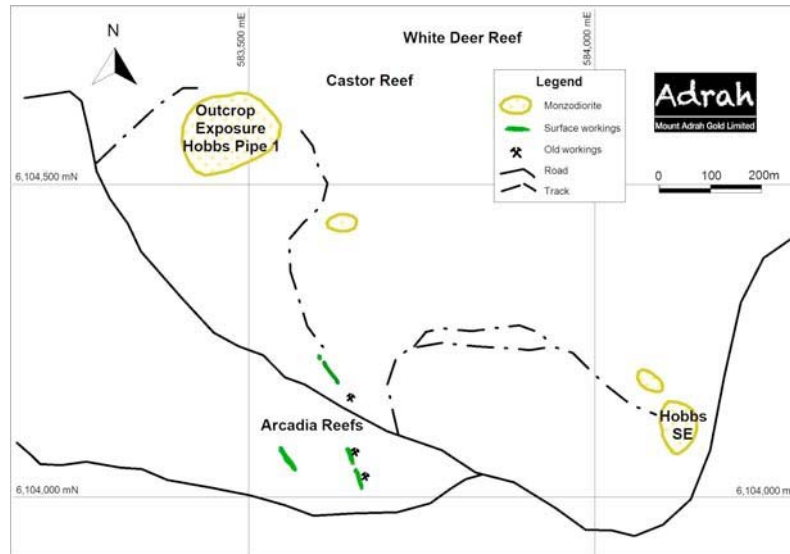 583,500 mE
584,000 mE
N
White Deer Reef
Castor Reef
Legend
Monzodiorite
Surface workings
Old workings
Road
Track
Adrah
Mount Adrah Gold Limited
0 100 200m
Outcrop
Exposure
Hobbs Pipe 1
6,104,500 mN
Arcadia Reefs
Hobbs
SE
6,104,000 mN
6,104,000 mN